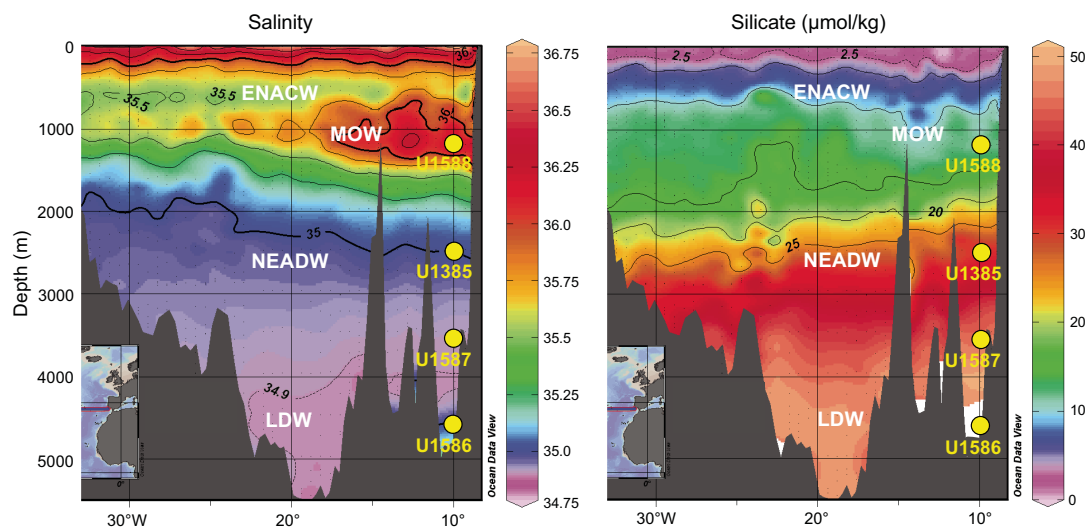 Salinity
Silicate (µmol/kg)
Depth (m)
0
1000
2000
3000
4000
5000
30°W
20°
10°
36.
35.5
35.5
36
35
34.9
ENACW
MOW
U1588
U1385
NEADW
U1587
LDW
U1586
Ocean Data View
0°
36.75
36.5
36.25
36.0
35.75
35.5
35.25
35.0
34.75
2.5
2.5
20
25
ENACW
MOW
U1588
U1385
NEADW
U1587
LDW
U1586
Ocean Data View
0°
30°W
20°
10°
50
40
30
20
10
0